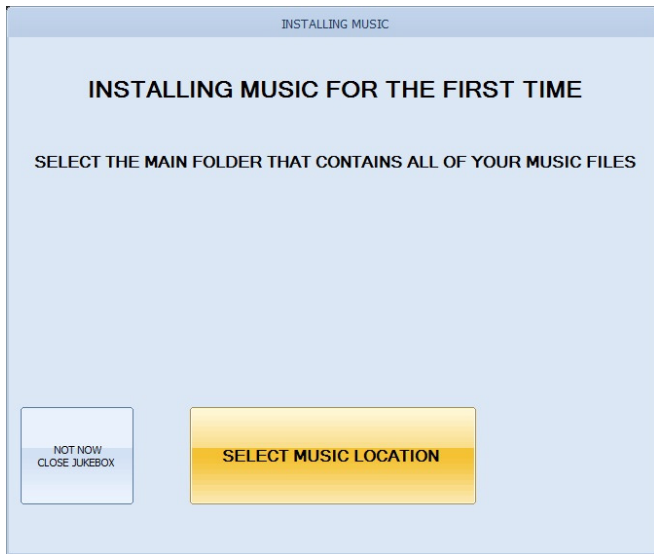 INSTALLING MUSIC
INSTALLING MUSIC FOR THE FIRST TIME
SELECT THE MAIN FOLDER THAT CONTAINS ALL OF YOUR MUSIC FILES
NOT NOW
CLOSE JUKEBOX
SELECT MUSIC LOCATION